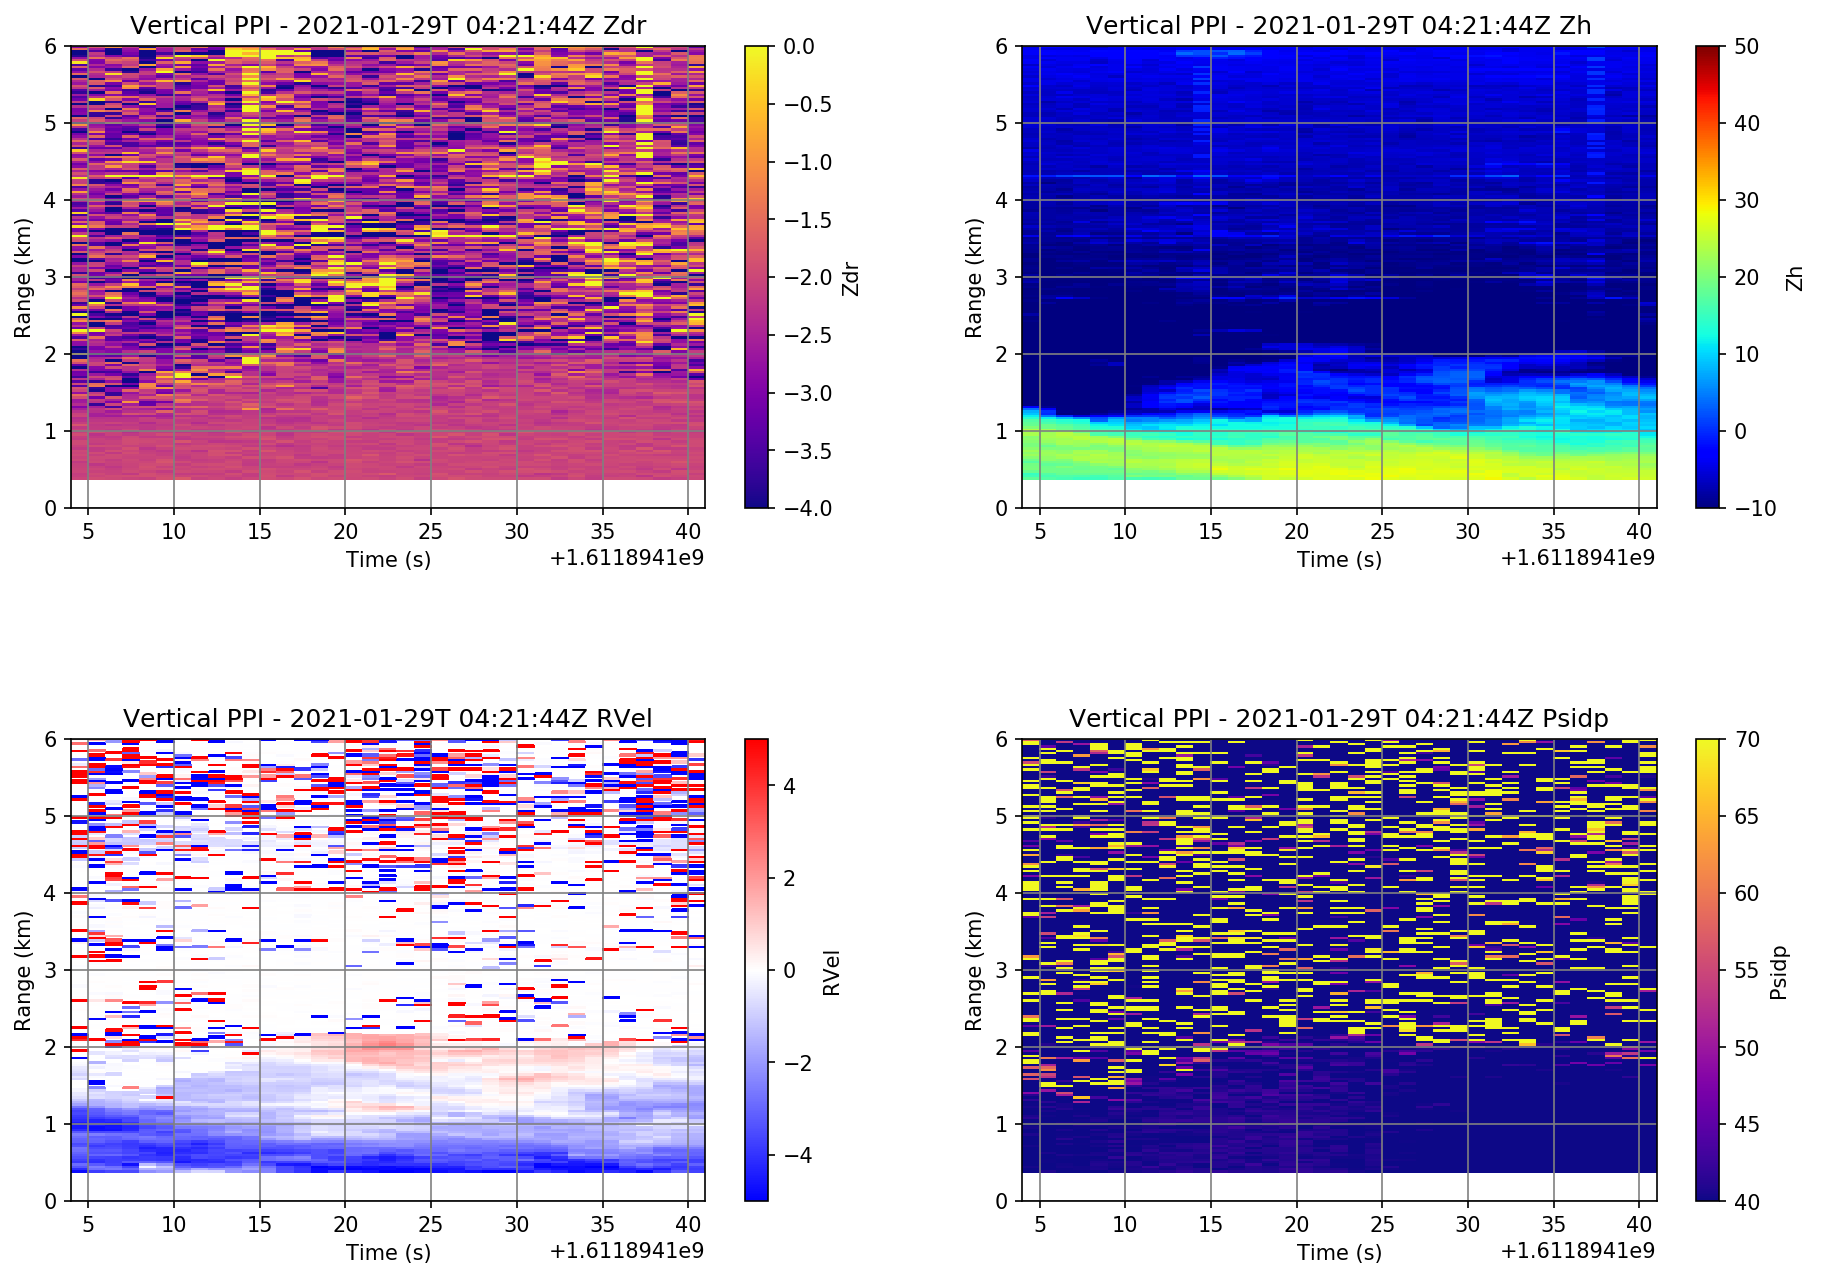 Vertical PPI - 2021-01-29T 04:21:44Z Zdr
6
5
4
3
2
1
0
Range (km)
5 10 15 20 25 30 35 40
Time (s)
+1.6118941e9
0.0
−0.5
−1.0
−1.5
−2.0
−2.5
−3.0
−3.5
−4.0
Zdr
Vertical PPI - 2021-01-29T 04:21:44Z Zh
6
5
4
3
2
1
0
Range (km)
5 10 15 20 25 30 35 40
Time (s)
+1.6118941e9
50
40
30
20
10
0
−10
Zh
Vertical PPI - 2021-01-29T 04:21:44Z RVel
6
5
4
3
2
1
0
Range (km)
5 10 15 20 25 30 35 40
Time (s)
+1.6118941e9
4
2
0
−2
−4
RVel
Vertical PPI - 2021-01-29T 04:21:44Z Psidp
6
5
4
3
2
1
0
Range (km)
5 10 15 20 25 30 35 40
Time (s)
+1.6118941e9
70
65
60
55
50
45
40
Psidp